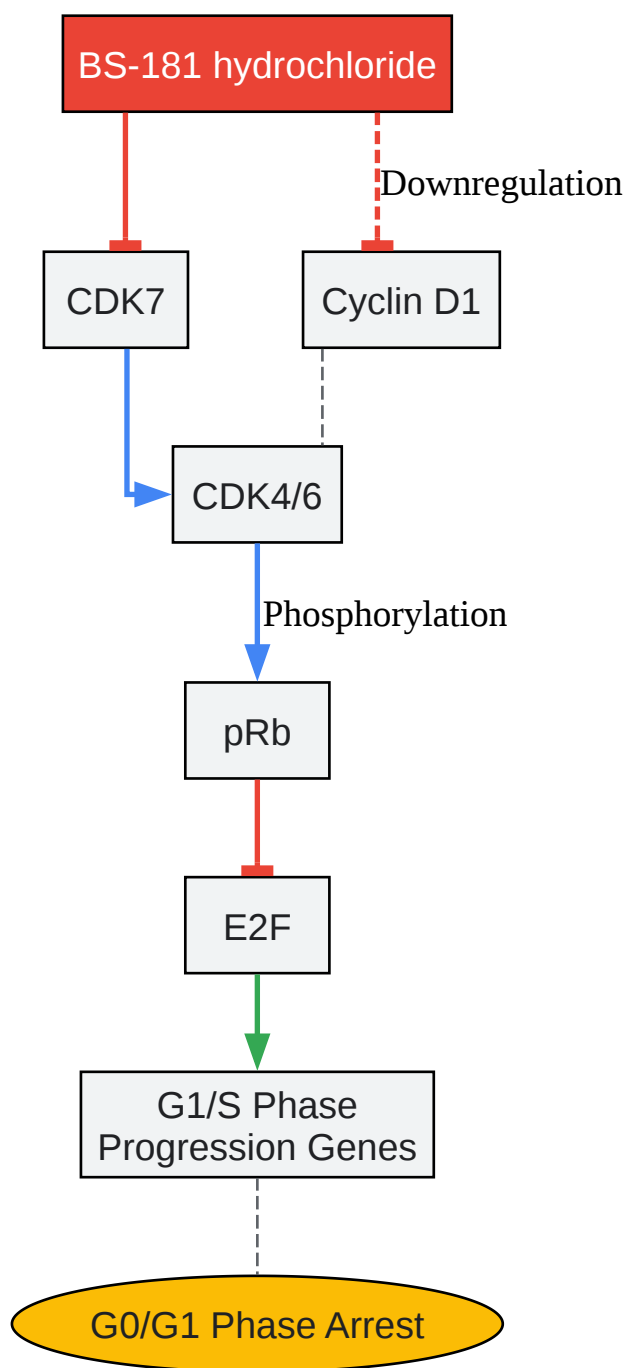 BS-181 hydrochloride
Downregulation
CDK7
Cyclin D1
CDK4/6
Phosphorylation
pRb
E2F
G1/S Phase
Progression Genes
G0/G1 Phase Arrest